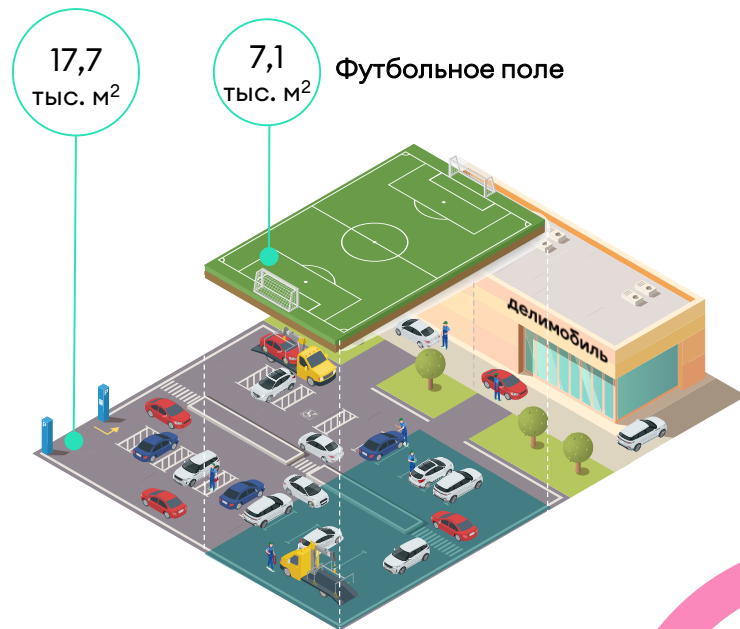 17,7
тыс. м²
7,1
тыс. м²
Футбольное поле
делимобиль